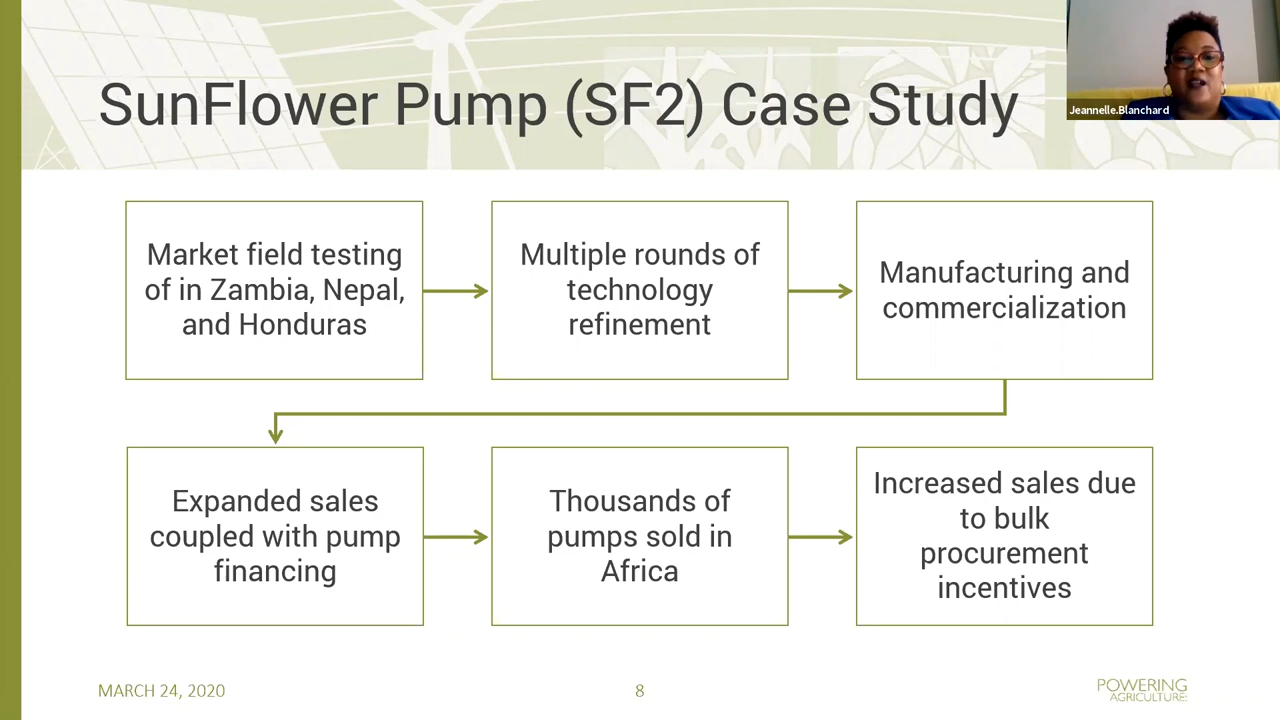 SunFlower Pump (SF2) Case Study
Jeannelle.Blanchard
Market field testing
of in Zambia, Nepal,
and Honduras
Multiple rounds of
technology
refinement
Manufacturing and
commercialization
Expanded sales
coupled with pump
financing
Thousands of
pumps sold in
Africa
Increased sales due
to bulk
procurement
incentives
MARCH 24, 2020
8
POWERING
AGRICULTURE: